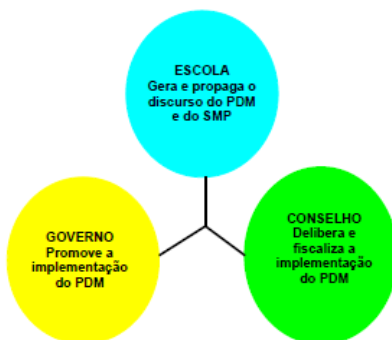 ESCOLA
Gera e propaga o
discurso do PDM
e do SMP
GOVERNO
Promove a
implementação
do PDM
CONSELHO
Delibera e
fiscaliza a
implementação
do PDM